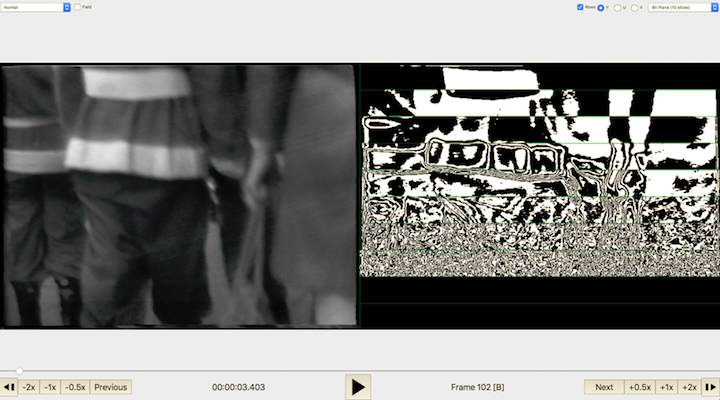 Normal Field Rows Y U V Bit Plane (10 slices)
-2x -1x -0.5x Previous 00:00:03.403 Frame 102 [B] Next +0.5x +1x +2x